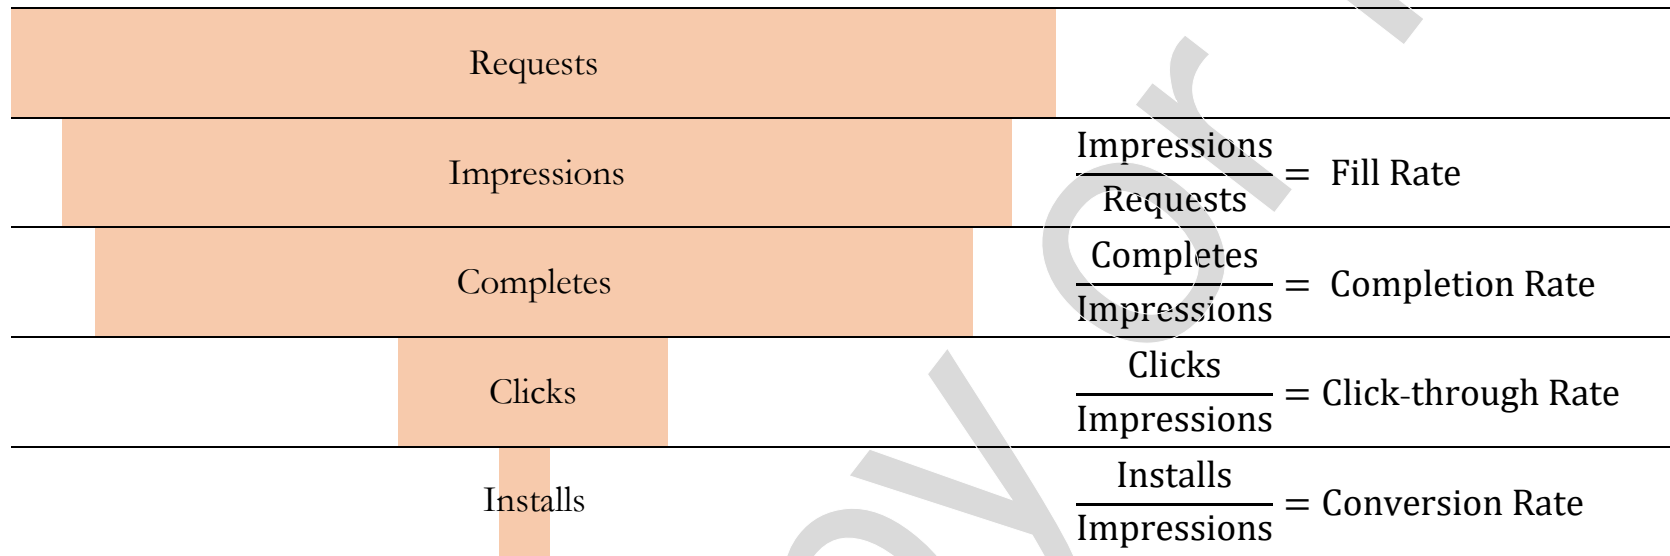 Requests
Impressions
Impressions
Requests
= Fill Rate
Completes
Completes
Impressions
= Completion Rate
Clicks
Clicks
Impressions
= Click-through Rate
Installs
Installs
Impressions
= Conversion Rate